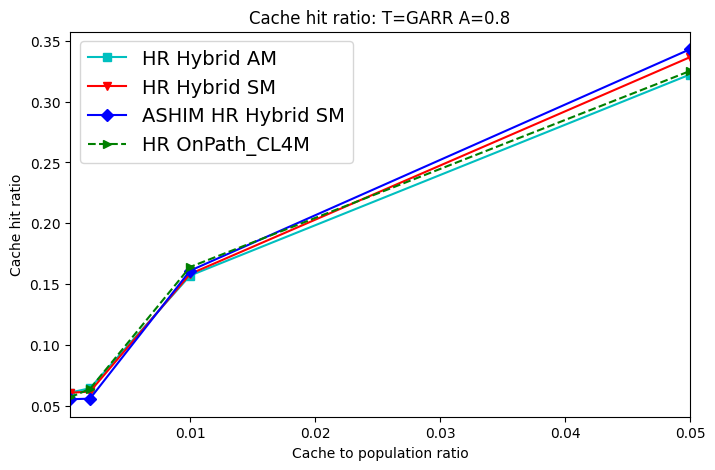 Cache hit ratio: T=GARR A=0.8
0.35
0.30
0.25
0.20
0.15
0.10
0.05
Cache hit ratio
HR Hybrid AM
HR Hybrid SM
ASHIM HR Hybrid SM
HR OnPath_CL4M
0.01
0.02
0.03
0.04
0.05
Cache to population ratio